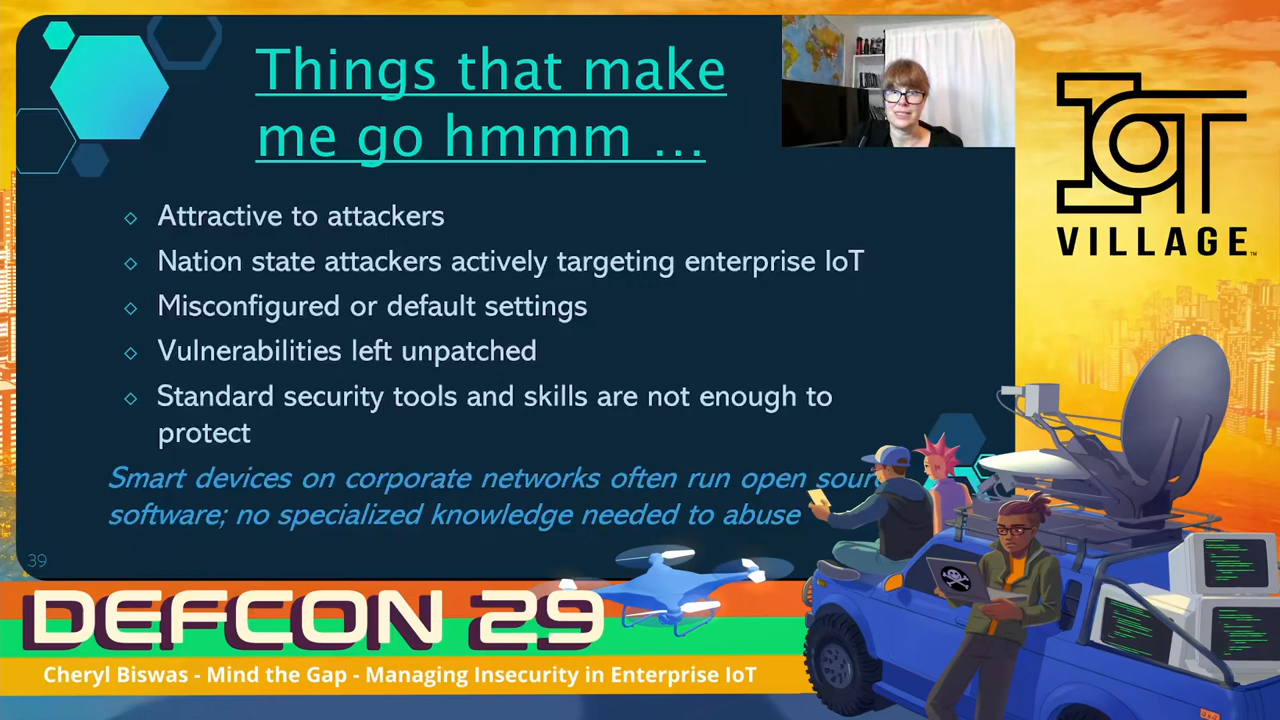 Things that make
me go hmmm ...
IoT
VILLAGE™
◇ Attractive to attackers
◇ Nation state attackers actively targeting enterprise IoT
◇ Misconfigured or default settings
◇ Vulnerabilities left unpatched
◇ Standard security tools and skills are not enough to
protect
Smart devices on corporate networks often run open sour
software; no specialized knowledge needed to abuse
39
DEFCON 29
Cheryl Biswas - Mind the Gap - Managing Insecurity in Enterprise IoT